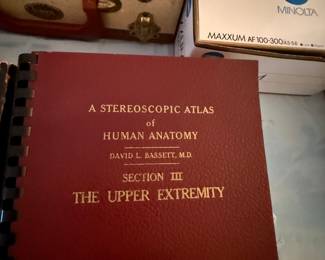 MINOLTA
MAXXUM AF 100-300
A STEREOSCOPIC ATLAS
of
HUMAN ANATOMY
DAVID L. BASSETT, M.D.
SECTION III
THE UPPER EXTREMITY